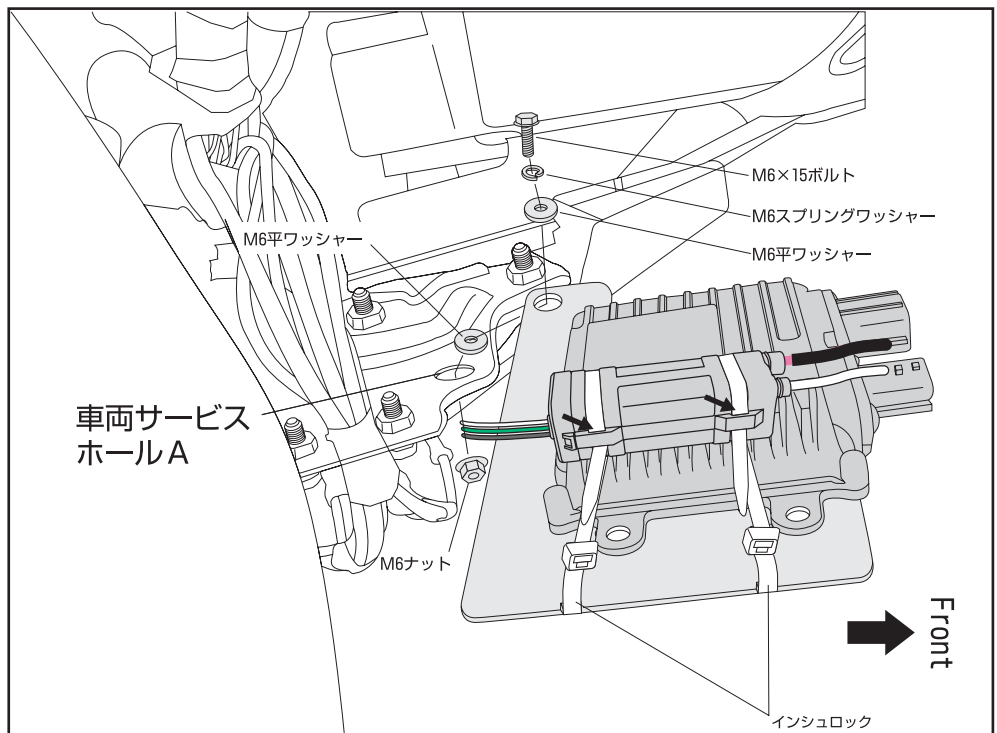 M6×15ボルト
M6スプリングワッシャー
M6平ワッシャー
M6平ワッシャー
車両サービス
ホールA
M6ナット
Front
インシュロック